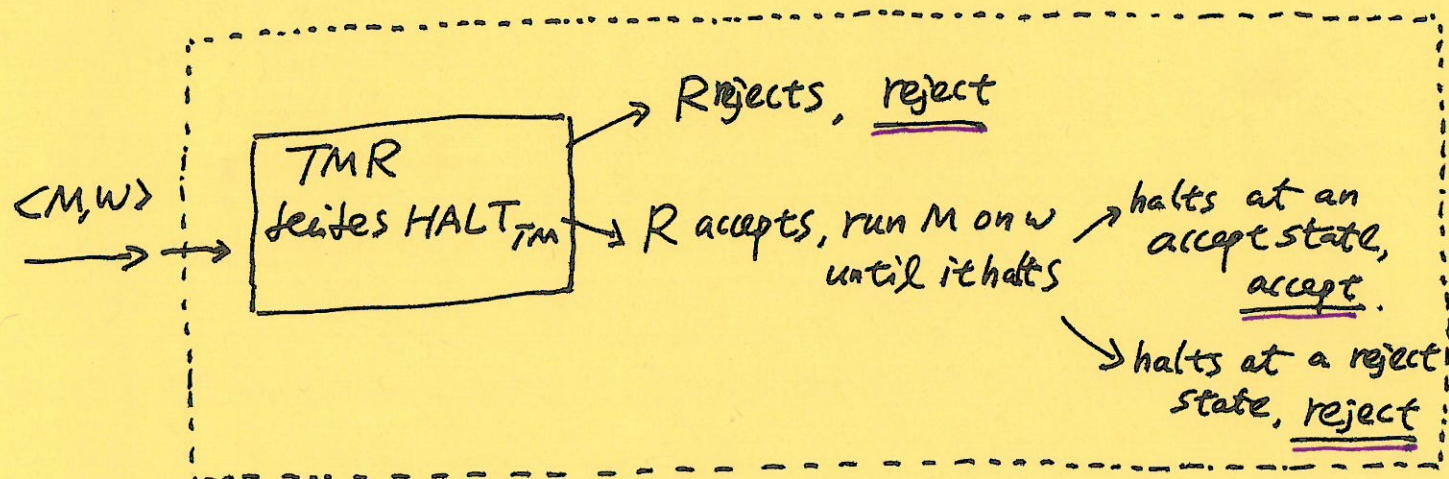 <M,W>
TM R
decides HALT_TM
R rejects, reject
R accepts, run M on w
until it halts
halts at an
accept state,
accept.
halts at a reject
state, reject